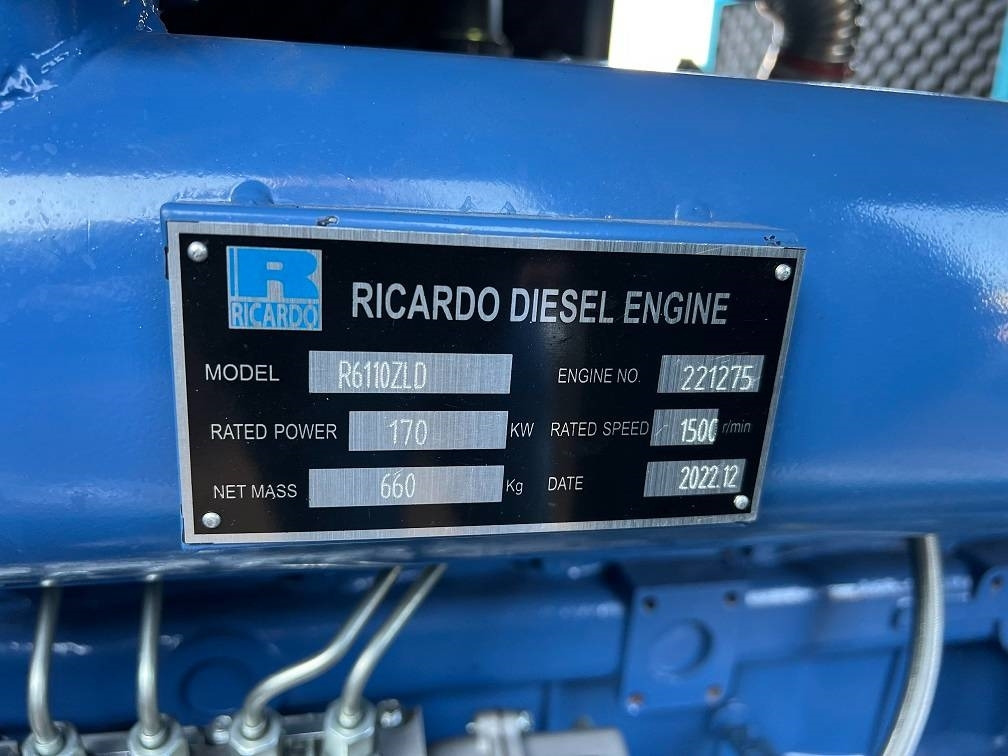 R
RICARDO
RICARDO DIESEL ENGINE
MODEL R6110ZLD ENGINE NO. 221275
RATED POWER 170 KW RATED SPEED 1500 r/min
NET MASS 660 Kg DATE 2022.12